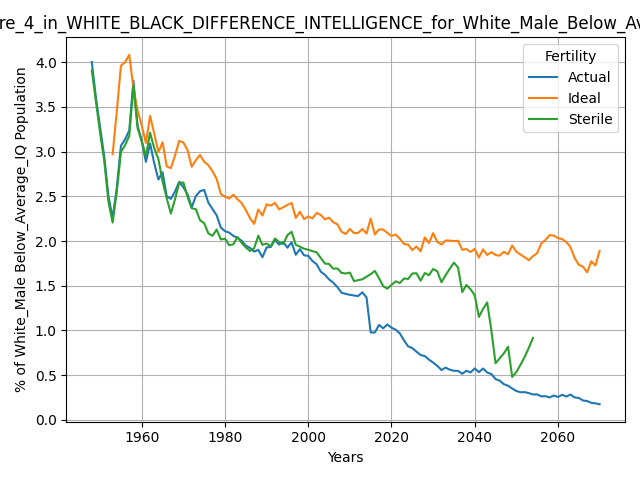 re_4_in_WHITE_BLACK_DIFFERENCE_INTELLIGENCE_for_White_Male_Below_Av
% of White_Male Below_Average_IQ Population
4.0
3.5
3.0
2.5
2.0
1.5
1.0
0.5
0.0
Fertility
Actual
Ideal
Sterile
1960
1980
2000
2020
2040
2060
Years